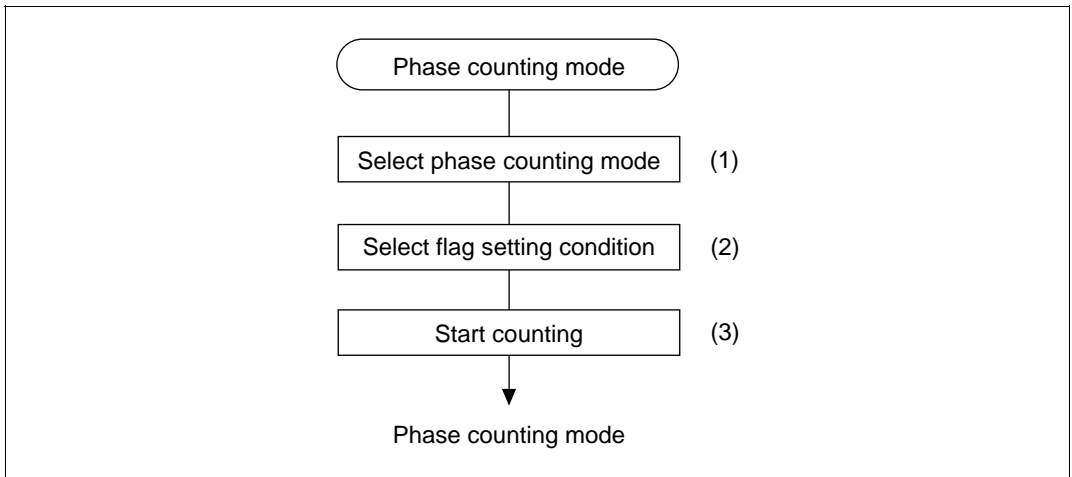 Phase counting mode
Select phase counting mode (1)
Select flag setting condition (2)
Start counting (3)
Phase counting mode